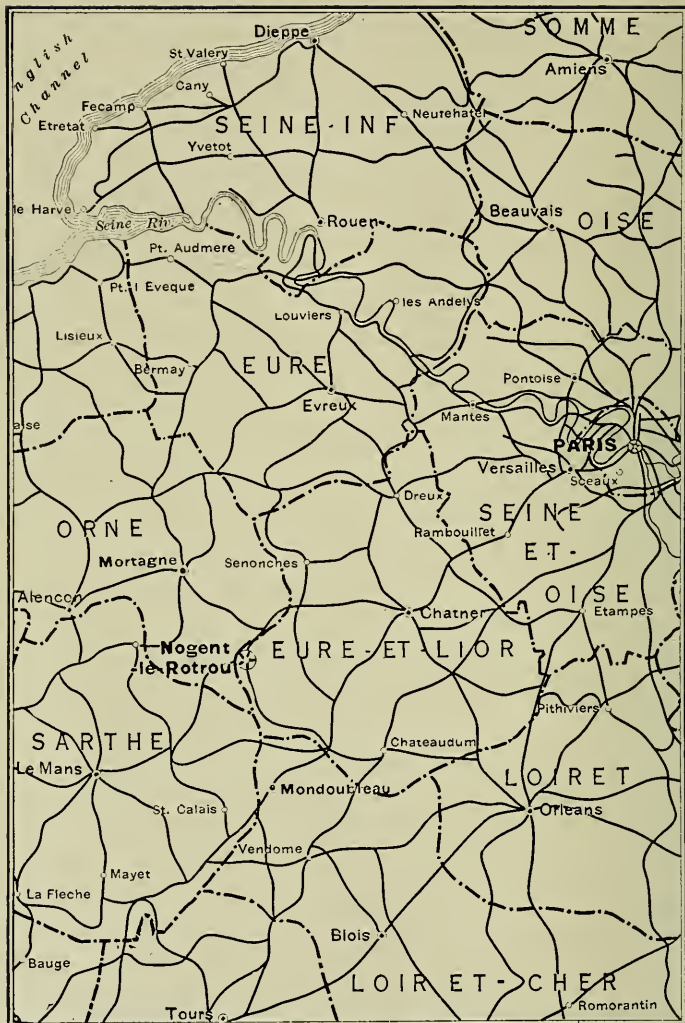 SOMME
Dieppe
English
Channel
St Valery
Amiens
Cany
Fecamp
Neufchatel
Etretat
SEINE-INF
Yvetot
le Harve
Seine Riv.
Rouen
Beauvais
OISE
Pt. Audmere
Pt. l Eveque
les Andelys
Louviers
Lisieux
EURE
Bernay
Pontoise
Evreux
Mantes
aise
PARIS
Versailles
Sceaux
Dreux
SEINE
ORNE
Rambouillet
ET-
Mortagne
Senonches
OISE
Alencon
Chatner
Etampes
Nogent
le-Rotrou
EURE-ET-LIOR
Pithiviers
SARTHE
Chateaudum
Le Mans
LOIRET
Mondoubleau
St. Calais
Orleans
Vendome
Mayet
La Fleche
Blois
Bauge
LOIR ET-CHER
Romorantin
Tours